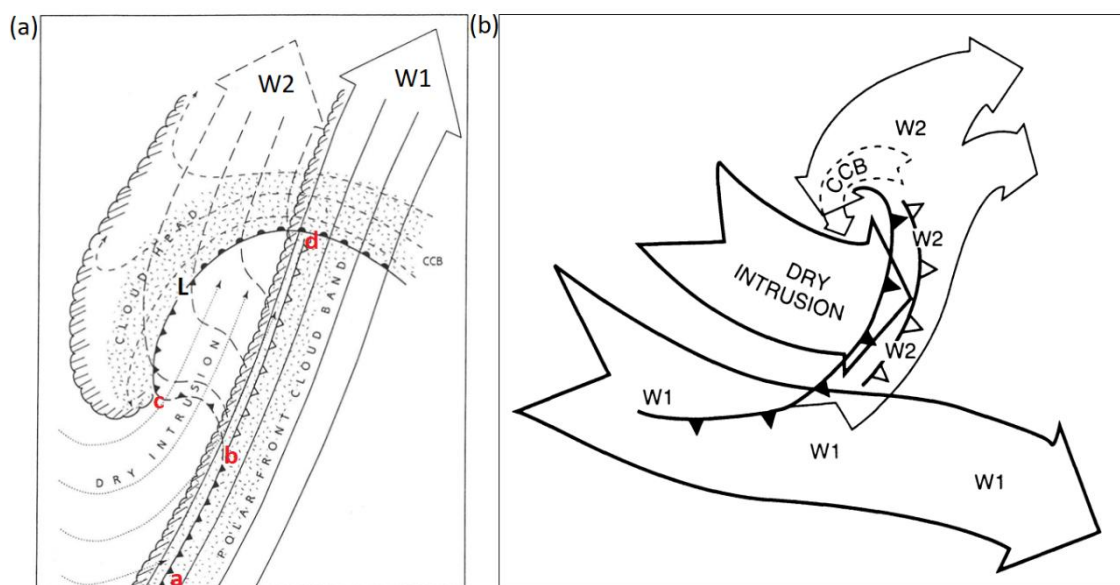 (a)
W2
W1
CLOUD HEAD
d
CCB
L
DRY INTRUSION
POLAR FRONT CLOUD BAND
c
b
a
(b)
W2
CCB
W2
DRY
INTRUSION
W2
W1
W1
W1